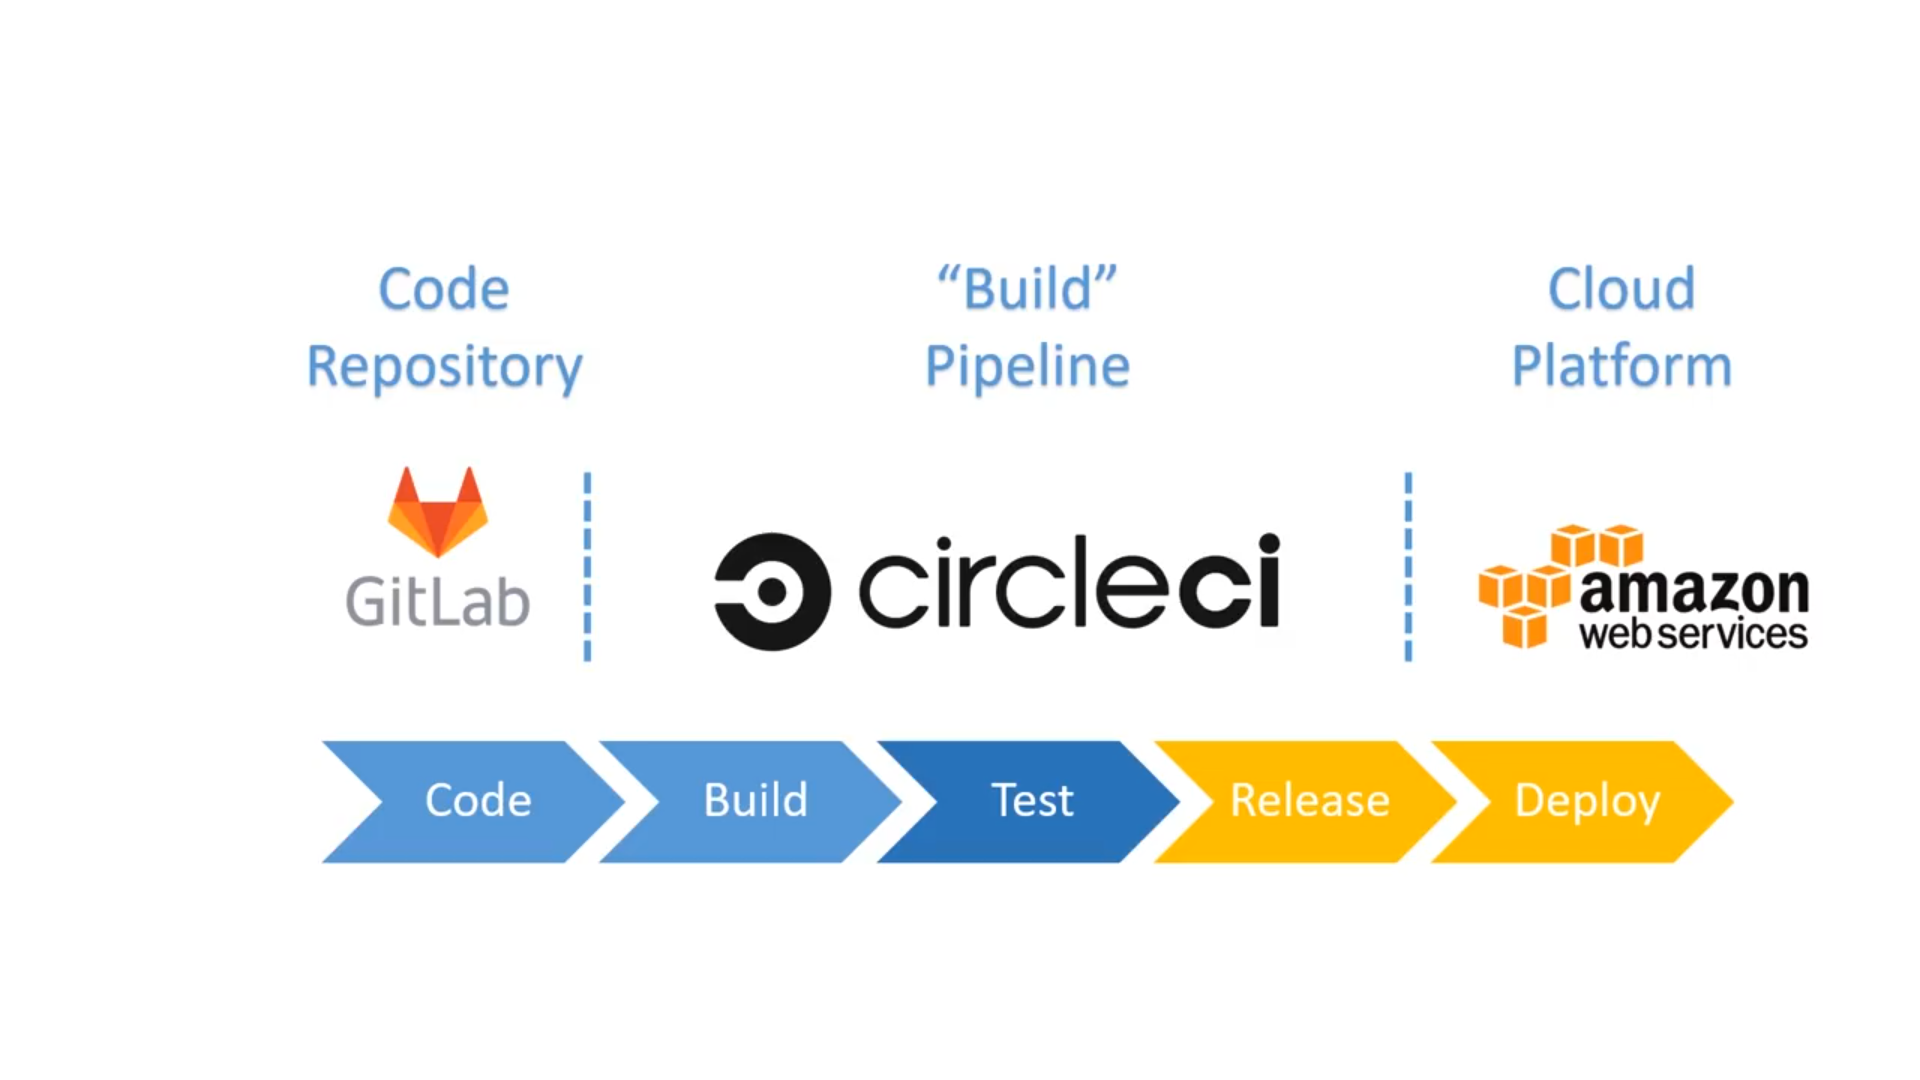 Code
Repository
“Build”
Pipeline
Cloud
Platform
GitLab
circleci
amazon
web services
Code
Build
Test
Release
Deploy